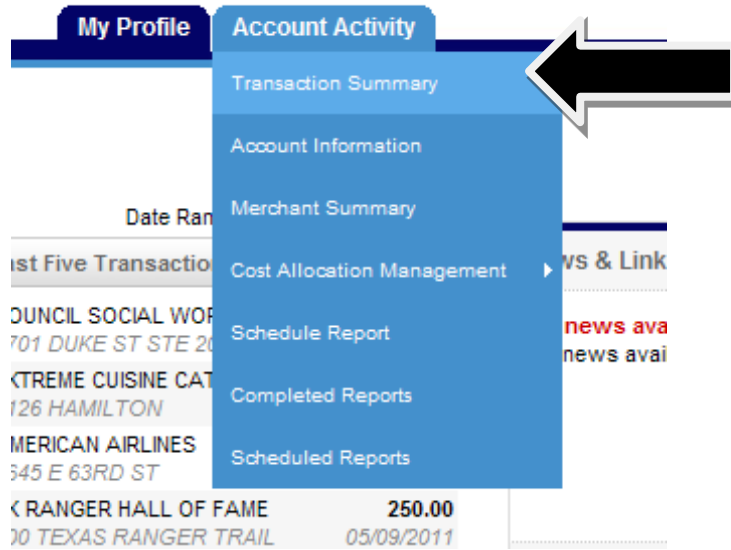 My Profile Account Activity
Transaction Summary
Account Information
Merchant Summary
Cost Allocation Management
Schedule Report
Completed Reports
Scheduled Reports
Date Ran
ast Five Transactio
ws & Link
OUNCIL SOCIAL WOR
701 DUKE ST STE 20
news ava
news avai
XTREME CUISINE CAT
126 HAMILTON
MERICAN AIRLINES
645 E 63RD ST
X RANGER HALL OF FAME 250.00
00 TEXAS RANGER TRAIL 05/09/2011